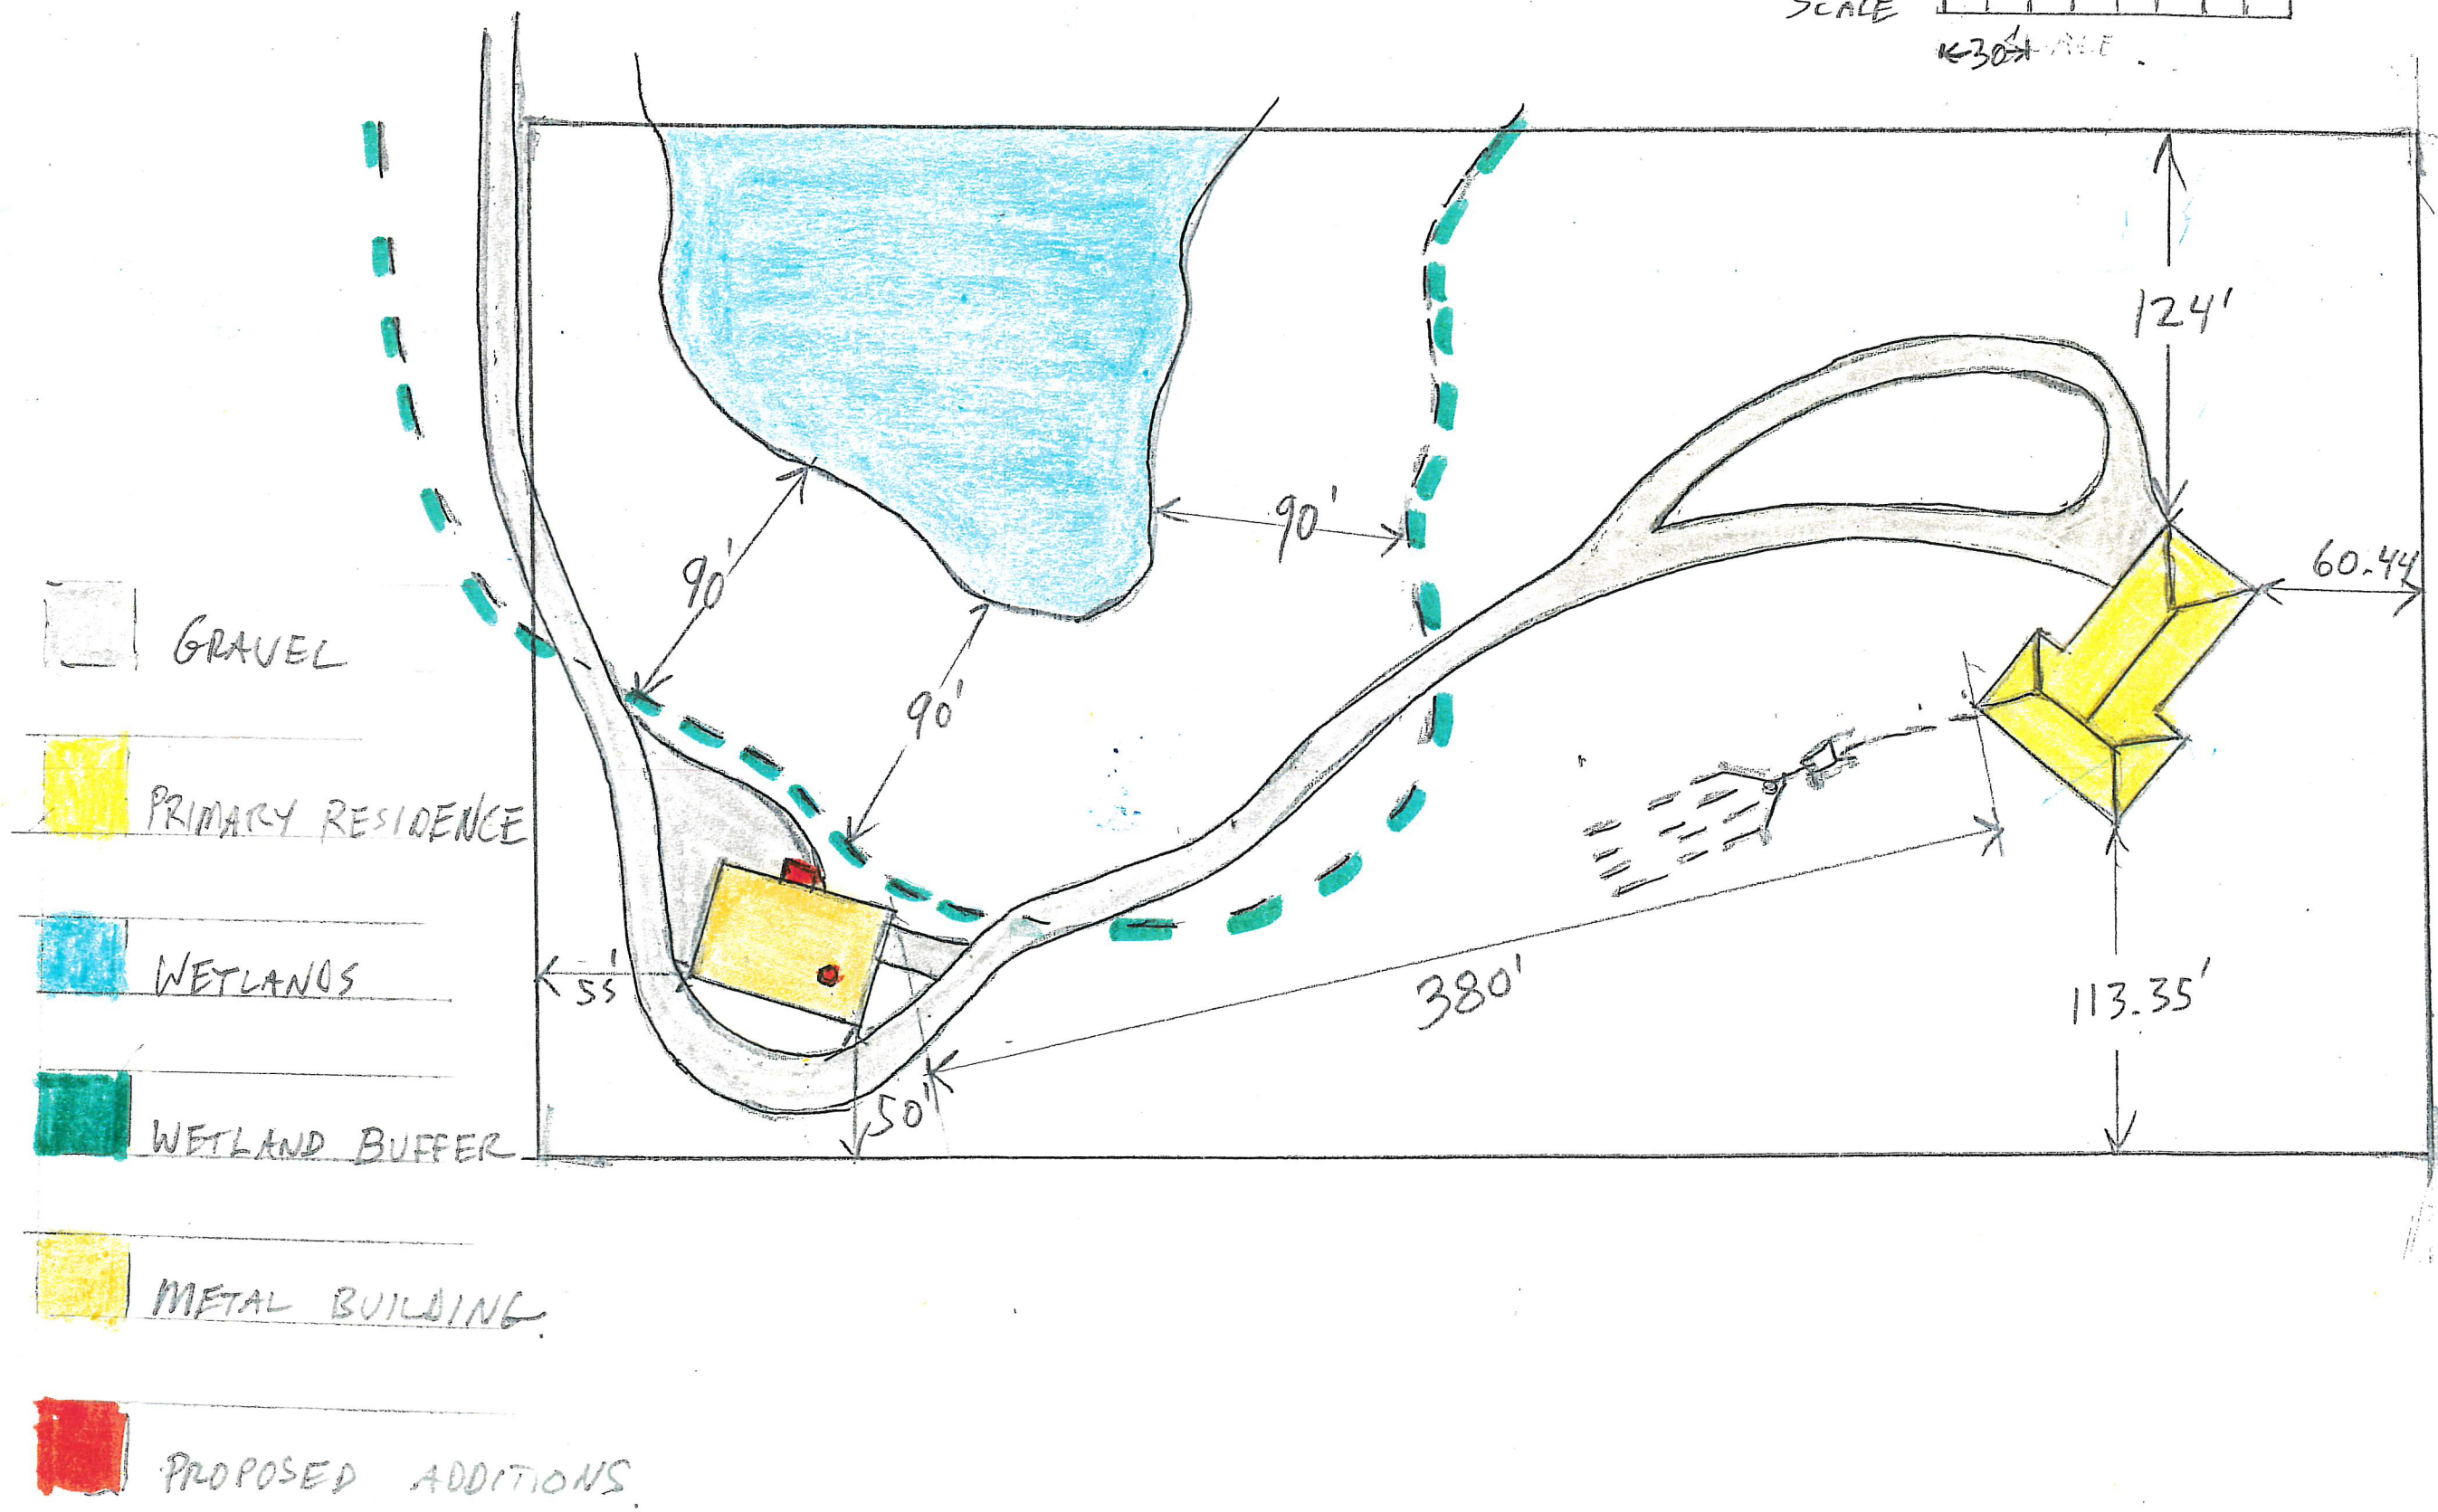 SCALE
30'
124'
90'
60.44
90'
GRAVEL
90'
PRIMARY RESIDENCE
WETLANDS
55'
380'
113.35'
50'
WETLAND BUFFER
METAL BUILDING.
PROPOSED ADDITIONS.